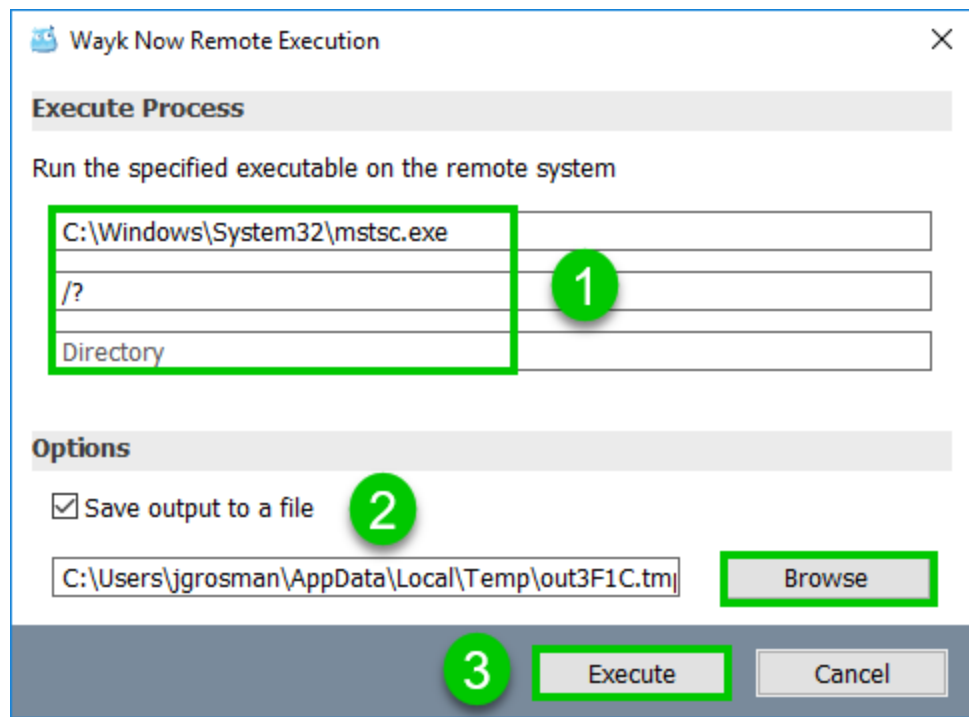 Wayk Now Remote Execution
Execute Process
Run the specified executable on the remote system
C:\Windows\System32\mstsc.exe
/?
1
Directory
Options
Save output to a file
2
C:\Users\jgrosman\AppData\Local\Temp\out3F1C.tmp
Browse
3
Execute
Cancel